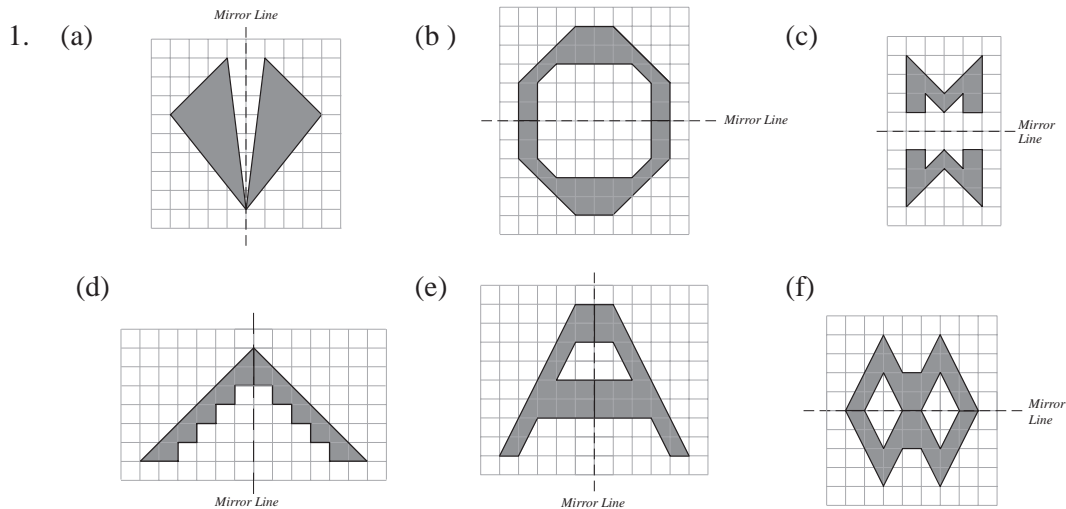 Mirror Line
1. (a) (b ) (c)
Mirror Line
Mirror
Line
(d) (e) (f)
Mirror
Line
Mirror Line
Mirror Line